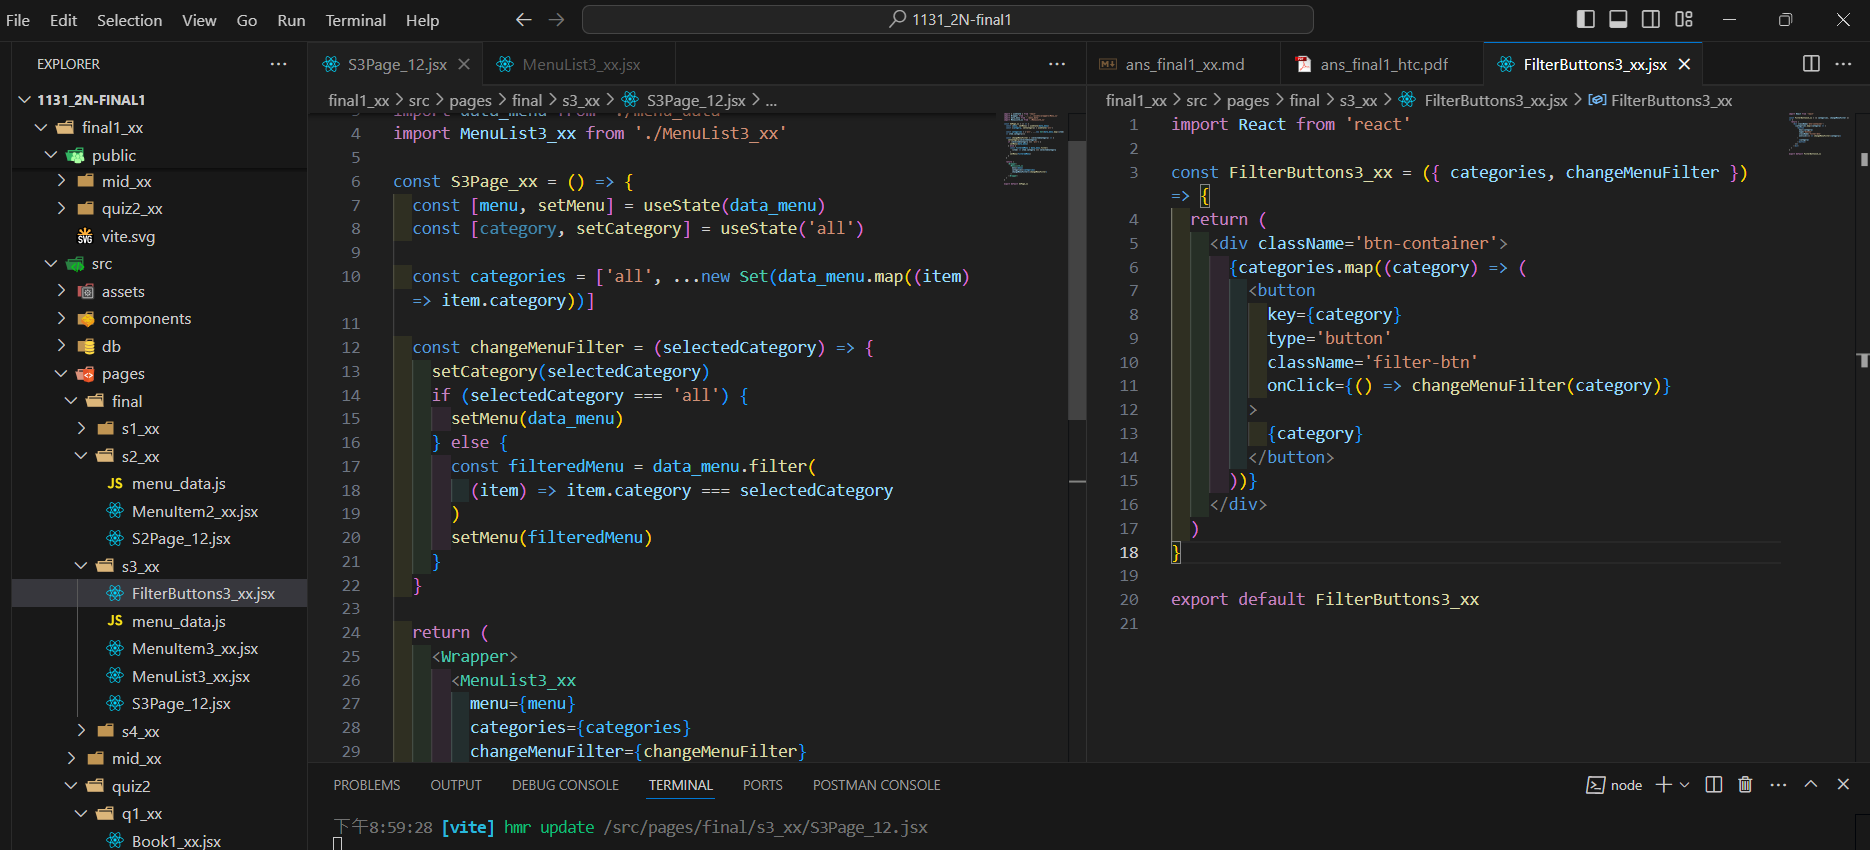 File Edit Selection View Go Run Terminal Help
1131_2N-final1
EXPLORER
1131_2N-FINAL1
final1_xx
public
mid_xx
quiz2_xx
vite.svg
src
assets
components
db
pages
final
s1_xx
s2_xx
menu_data.js
MenuItem2_xx.jsx
S2Page_12.jsx
s3_xx
FilterButtons3_xx.jsx
menu_data.js
MenuItem3_xx.jsx
MenuList3_xx.jsx
S3Page_12.jsx
s4_xx
mid_xx
quiz2
q1_xx
Book1_xx.jsx
S3Page_12.jsx
MenuList3_xx.jsx
final1_xx > src > pages > final > s3_xx > S3Page_12.jsx > ...
3 import data_menu from './menu_data'
4 import MenuList3_xx from './MenuList3_xx'
5
6 const S3Page_xx = () => {
7 const [menu, setMenu] = useState(data_menu)
8 const [category, setCategory] = useState('all')
9
10 const categories = ['all', ...new Set(data_menu.map((item)
=> item.category))]
11
12 const changeMenuFilter = (selectedCategory) => {
13 setCategory(selectedCategory)
14 if (selectedCategory === 'all') {
15 setMenu(data_menu)
16 } else {
17 const filteredMenu = data_menu.filter(
18 (item) => item.category === selectedCategory
19 )
20 setMenu(filteredMenu)
21 }
22 }
23
24 return (
25 <Wrapper>
26 <MenuList3_xx
27 menu={menu}
28 categories={categories}
29 changeMenuFilter={changeMenuFilter}
ans_final1_xx.md
ans_final1_htc.pdf
FilterButtons3_xx.jsx
final1_xx > src > pages > final > s3_xx > FilterButtons3_xx.jsx > FilterButtons3_xx
1 import React from 'react'
2
3 const FilterButtons3_xx = ({ categories, changeMenuFilter })
=> {
4 return (
5 <div className='btn-container'>
6 {categories.map((category) => (
7 <button
8 key={category}
9 type='button'
10 className='filter-btn'
11 onClick={() => changeMenuFilter(category)}
12 >
13 {category}
14 </button>
15 ))}
16 </div>
17 )
18 }
19
20 export default FilterButtons3_xx
21
PROBLEMS OUTPUT DEBUG CONSOLE TERMINAL PORTS POSTMAN CONSOLE
node
下午8:59:28 [vite] hmr update /src/pages/final/s3_xx/S3Page_12.jsx